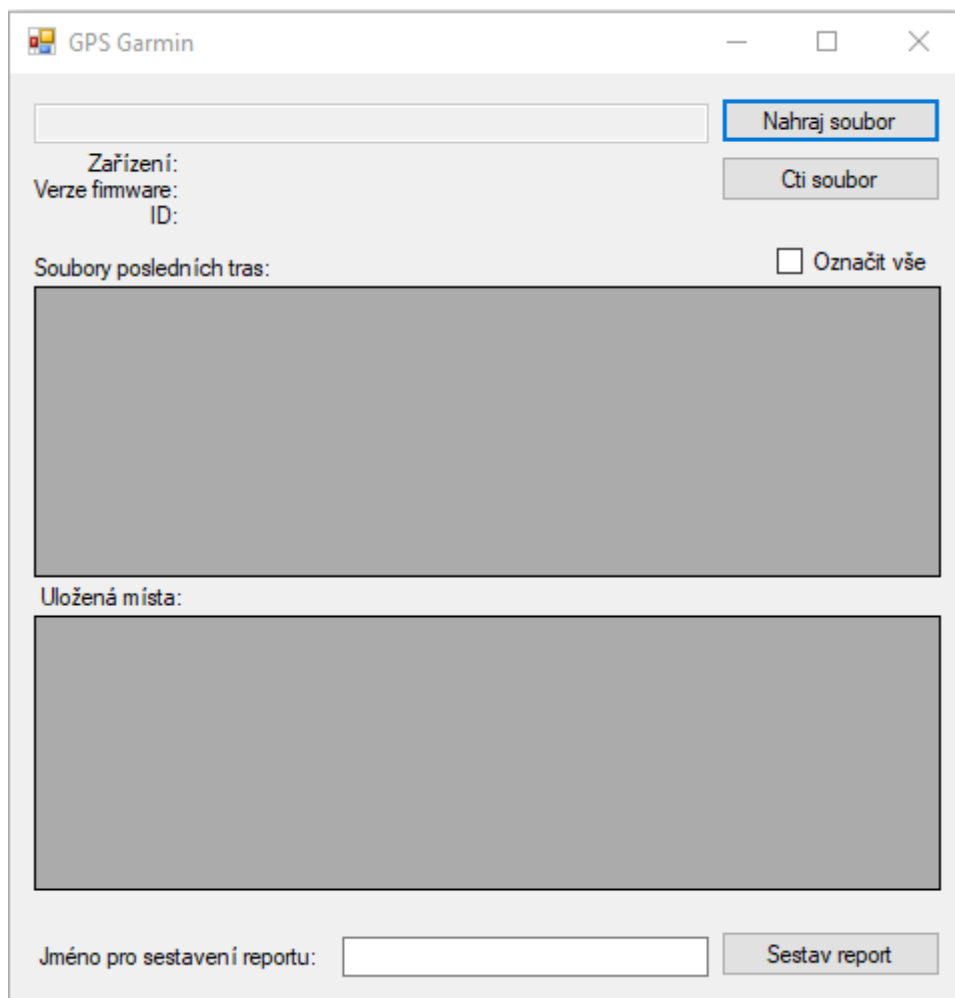 GPS Garmin
Nahraj soubor
Zařízení:
Cti soubor
Verze firmware:
ID:
Soubory posledních tras:
Označit vše
Uložená místa:
Jméno pro sestavení reportu:
Sestav report